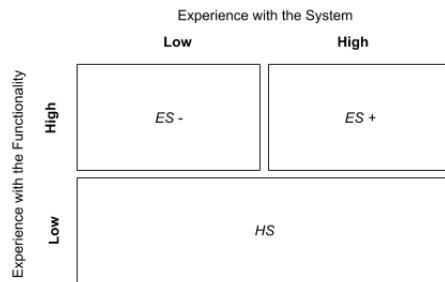 Experience with the System
Low
High
Experience with the Functionality
High
ES -
ES +
Low
HS